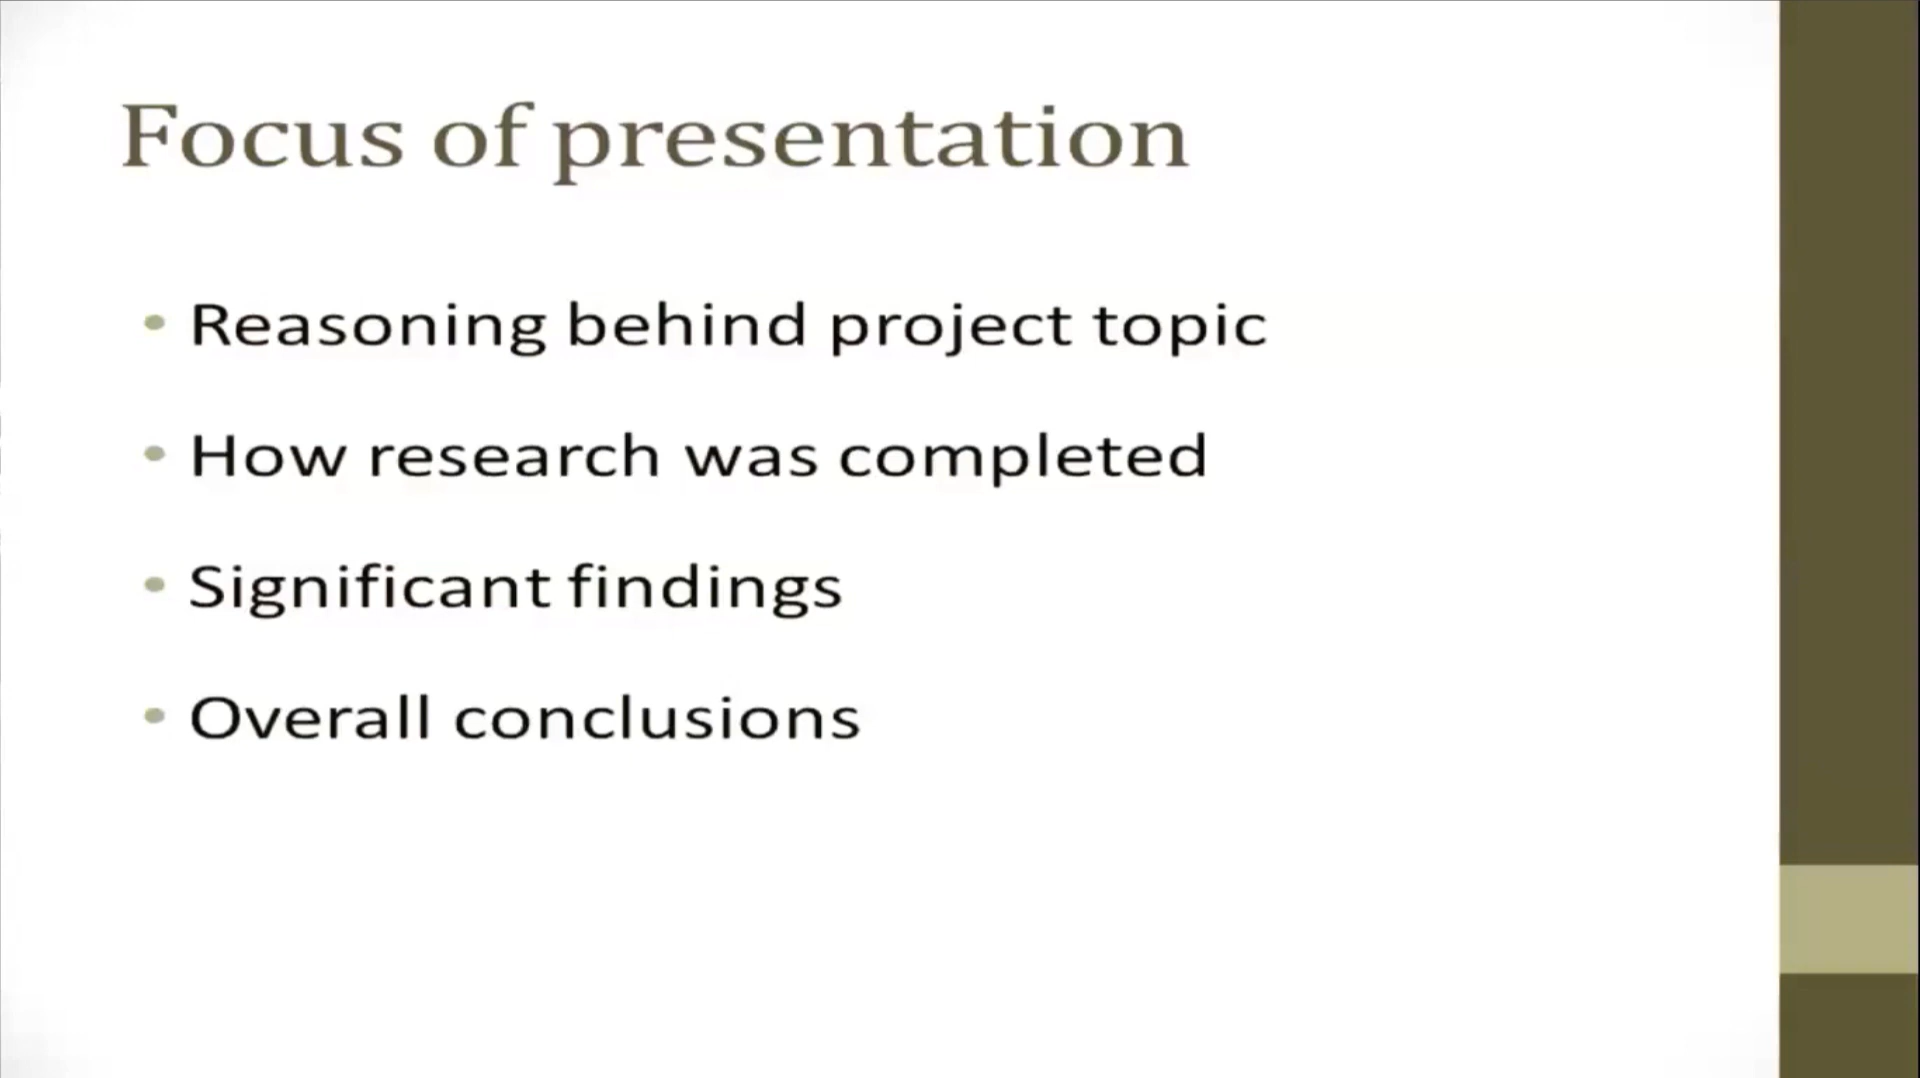 Focus of presentation
• Reasoning behind project topic
• How research was completed
• Significant findings
• Overall conclusions